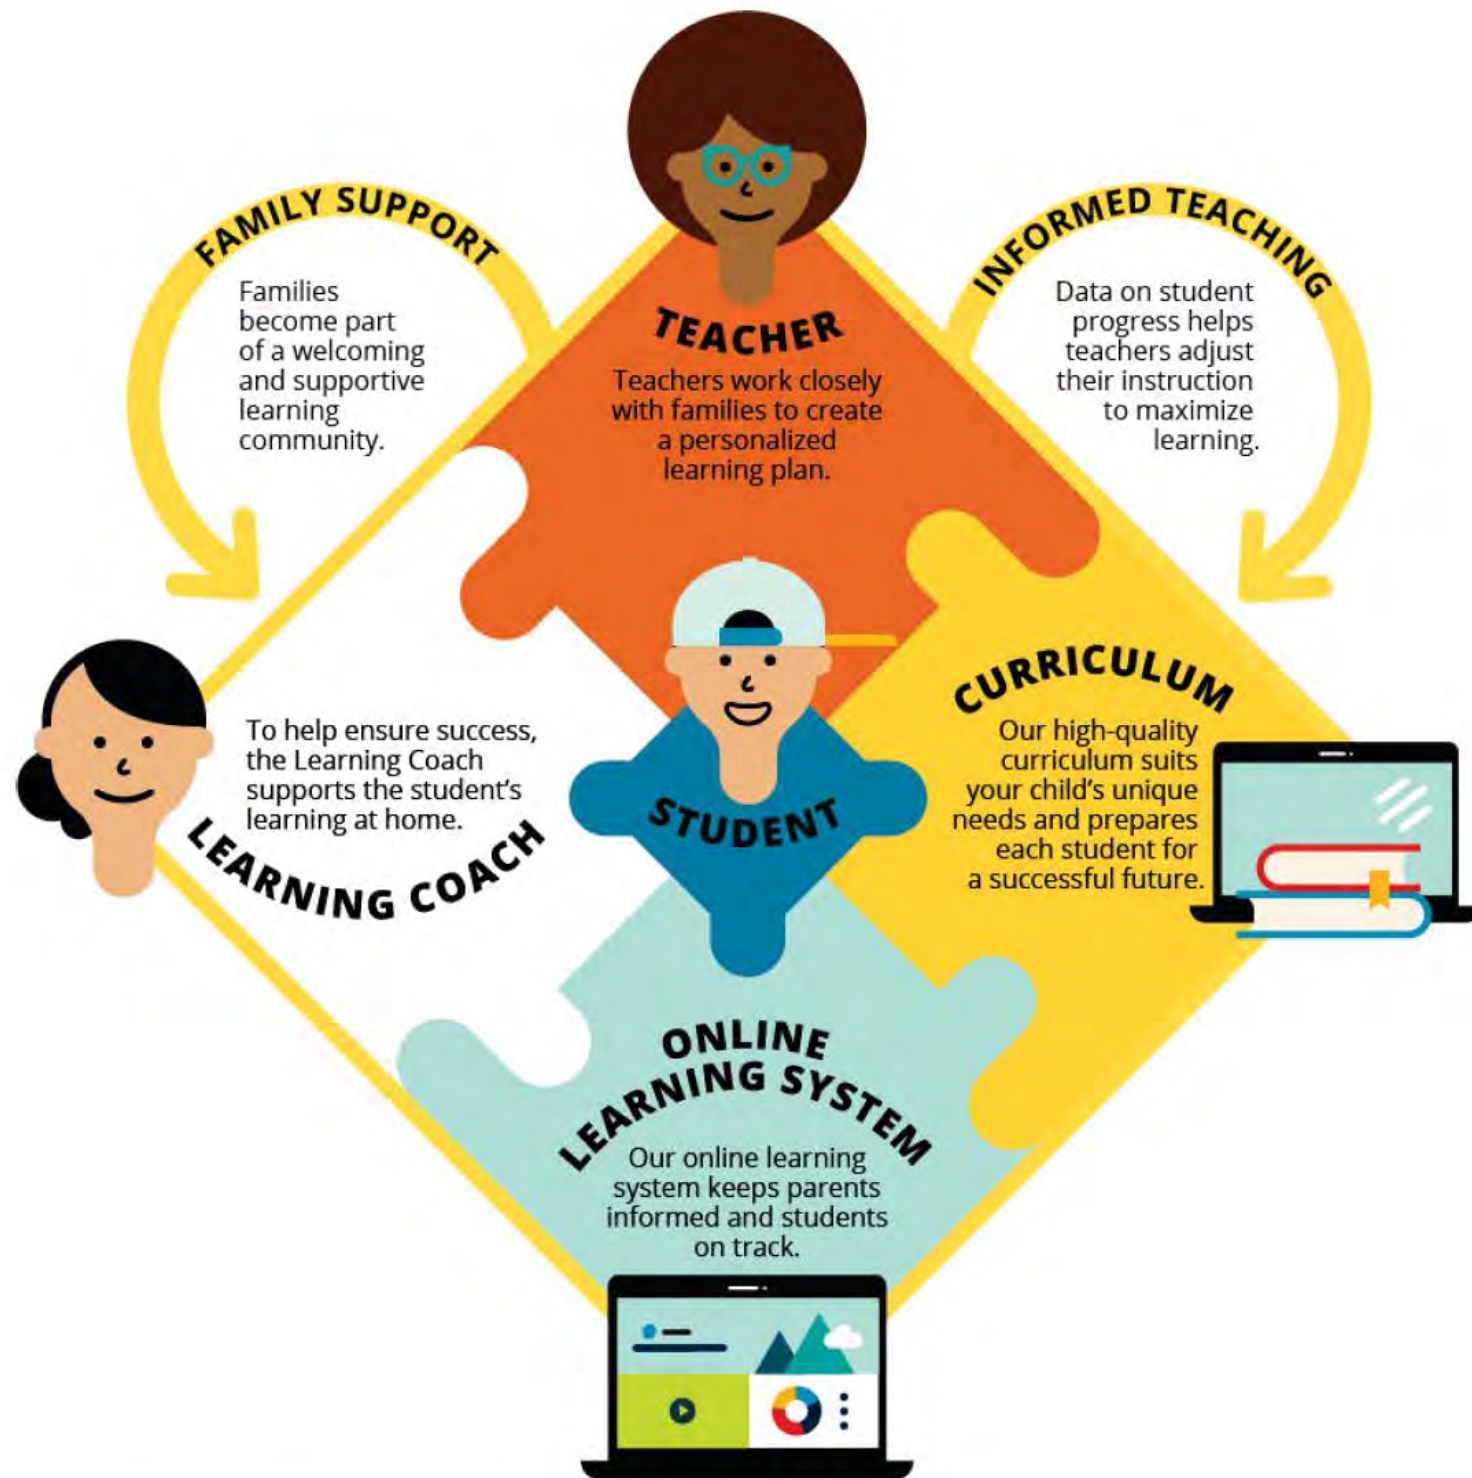 FAMILY SUPPORT
Families
become part
of a welcoming
and supportive
learning
community.
INFORMED TEACHING
Data on student
progress helps
teachers adjust
their instruction
to maximize
learning.
TEACHER
Teachers work closely
with families to create
a personalized
learning plan.
To help ensure success,
the Learning Coach
supports the student's
learning at home.
LEARNING COACH
STUDENT
CURRICULUM
Our high-quality
curriculum suits
your child's unique
needs and prepares
each student for
a successful future.
ONLINE
LEARNING SYSTEM
Our online learning
system keeps parents
informed and students
on track.